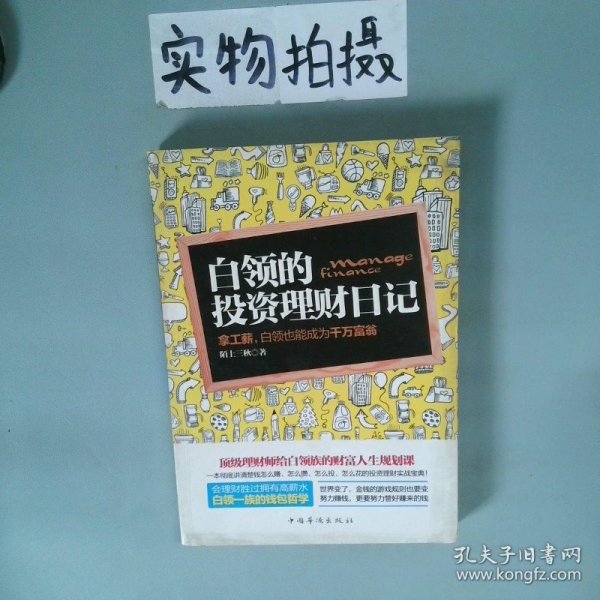 实物拍摄
白领的
manage
finance
投资理财日记
拿工薪，白领也能成为千万富翁
陌上三秋◎著
顶级理财师给白领族的财富人生规划课
一本彻底讲清楚钱怎么赚、怎么攒、怎么投、怎么花的投资理财实战宝典！
会理财胜过拥有高薪水
白领一族的钱包哲学
世界变了，金钱的游戏规则也要变
努力赚钱，更要努力管好赚来的钱
中国华侨出版社
孔夫子旧书网
www.kongfz.com